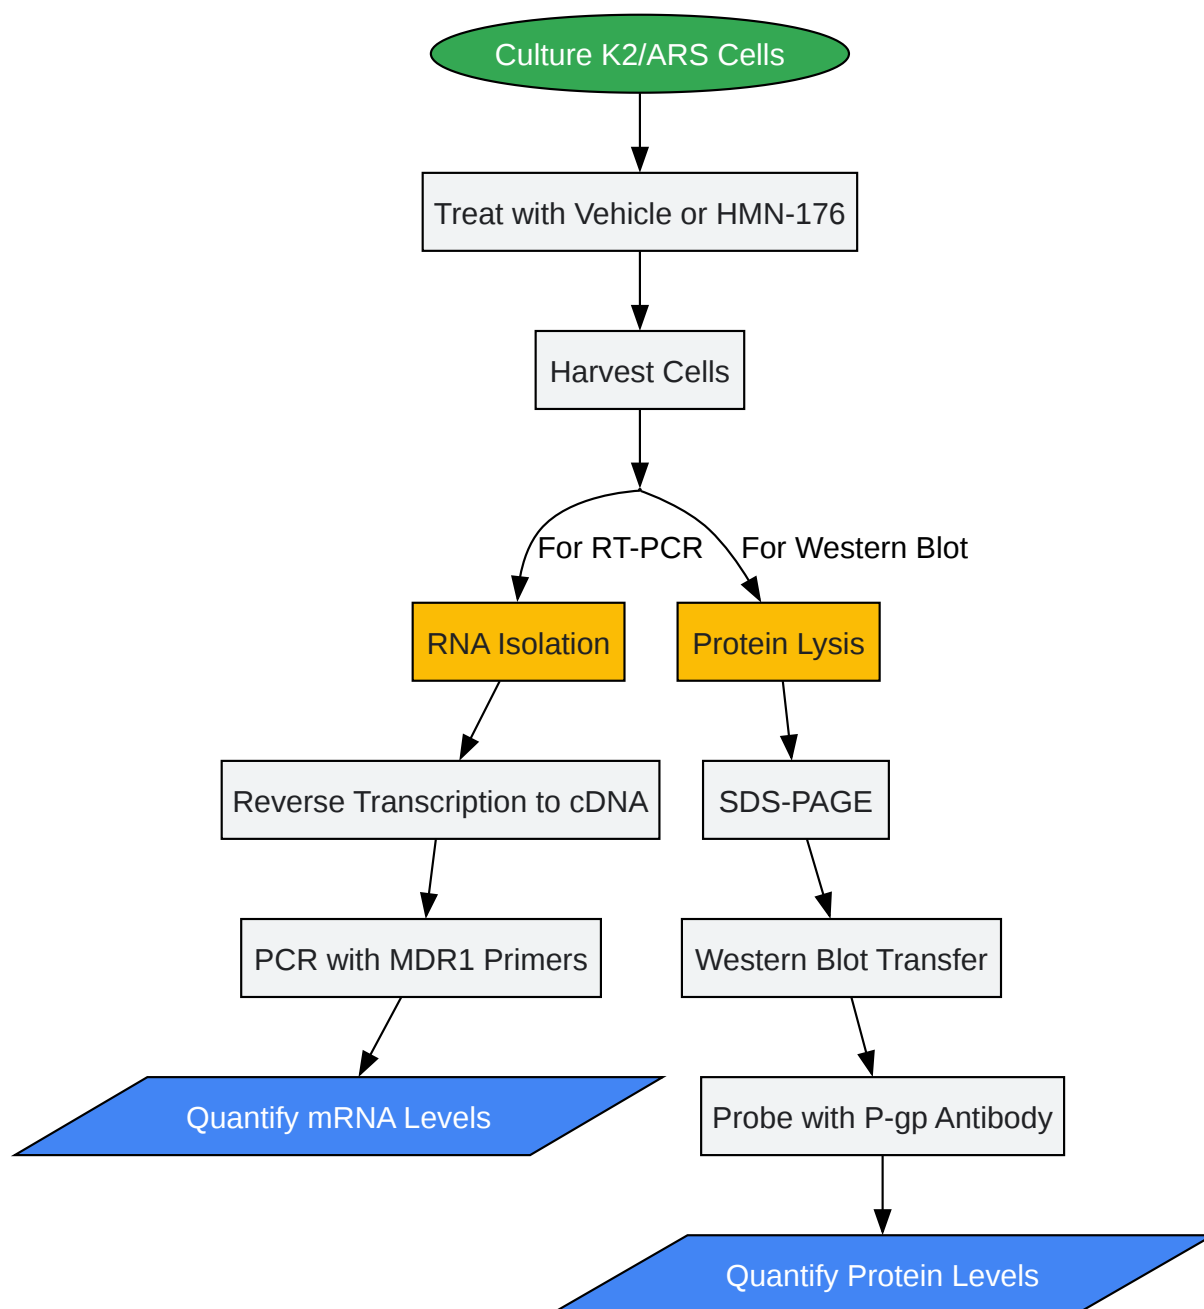 Culture K2/ARS Cells
Treat with Vehicle or HMN-176
Harvest Cells
For RT-PCR
For Western Blot
RNA Isolation
Protein Lysis
Reverse Transcription to cDNA
SDS-PAGE
PCR with MDR1 Primers
Western Blot Transfer
Quantify mRNA Levels
Probe with P-gp Antibody
Quantify Protein Levels